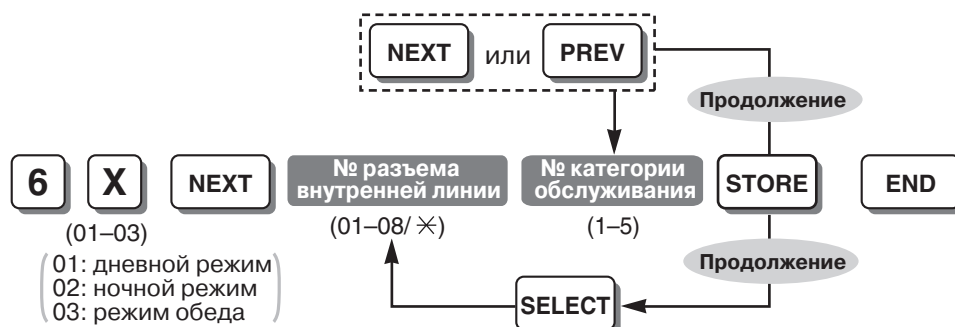 NEXT или PREV
Продолжение
6 X NEXT № разъема внутренней линии № категории обслуживания STORE END
(01–03) (01–08/ ✳) (1–5)
01: дневной режим
02: ночной режим
03: режим обеда
Продолжение
SELECT